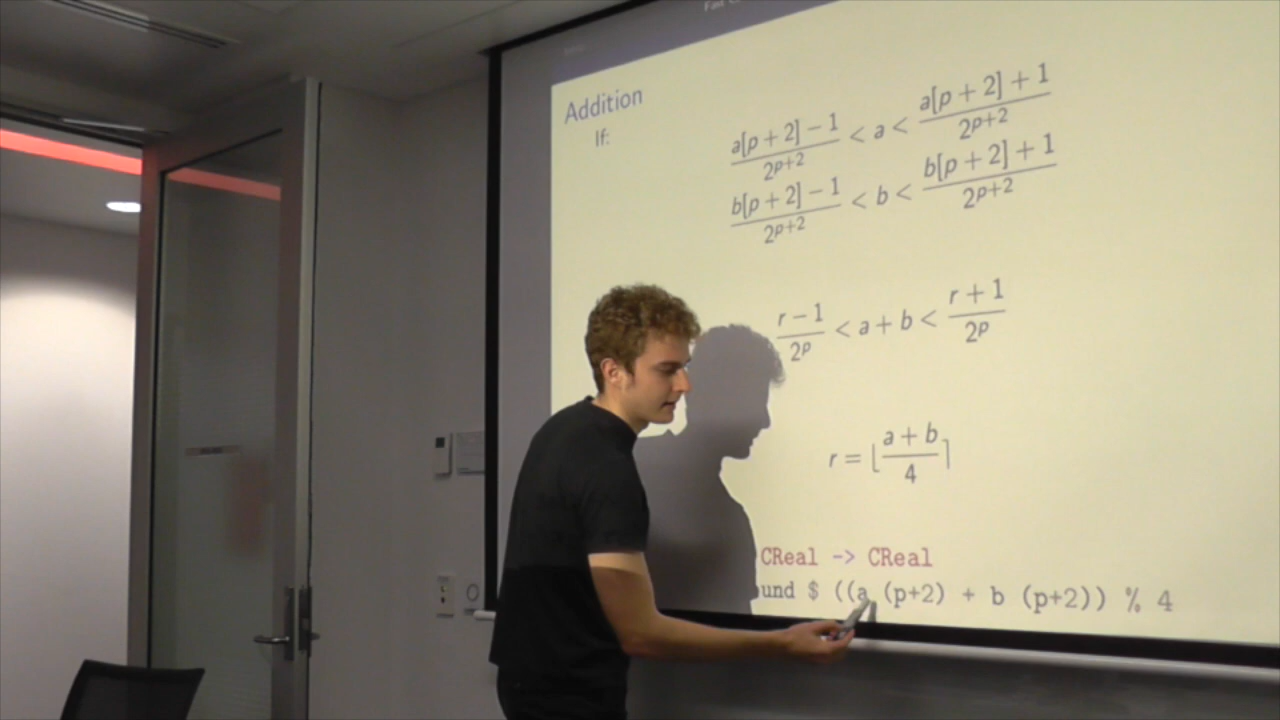 Addition
If:
a[p + 2] − 1 / 2^{p+2} < a < a[p + 2] + 1 / 2^{p+2}
b[p + 2] − 1 / 2^{p+2} < b < b[p + 2] + 1 / 2^{p+2}
r − 1 / 2^p < a + b < r + 1 / 2^p
r = ⌊ a + b / 4 ⌉
CReal -> CReal
und $ ((a (p+2) + b (p+2)) % 4